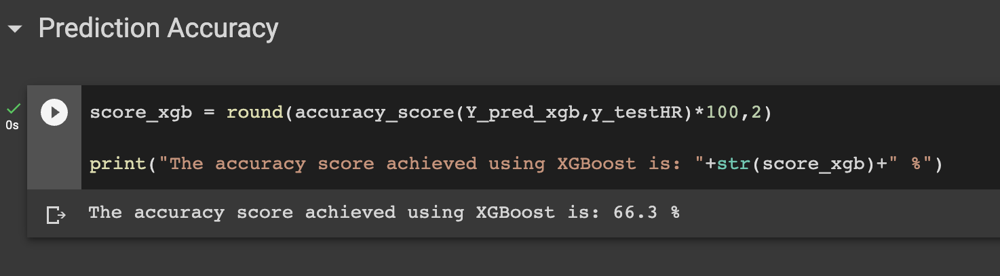 Prediction Accuracy
0s
score_xgb = round(accuracy_score(Y_pred_xgb,y_testHR)*100,2)
print("The accuracy score achieved using XGBoost is: "+str(score_xgb)+" %")
The accuracy score achieved using XGBoost is: 66.3 %